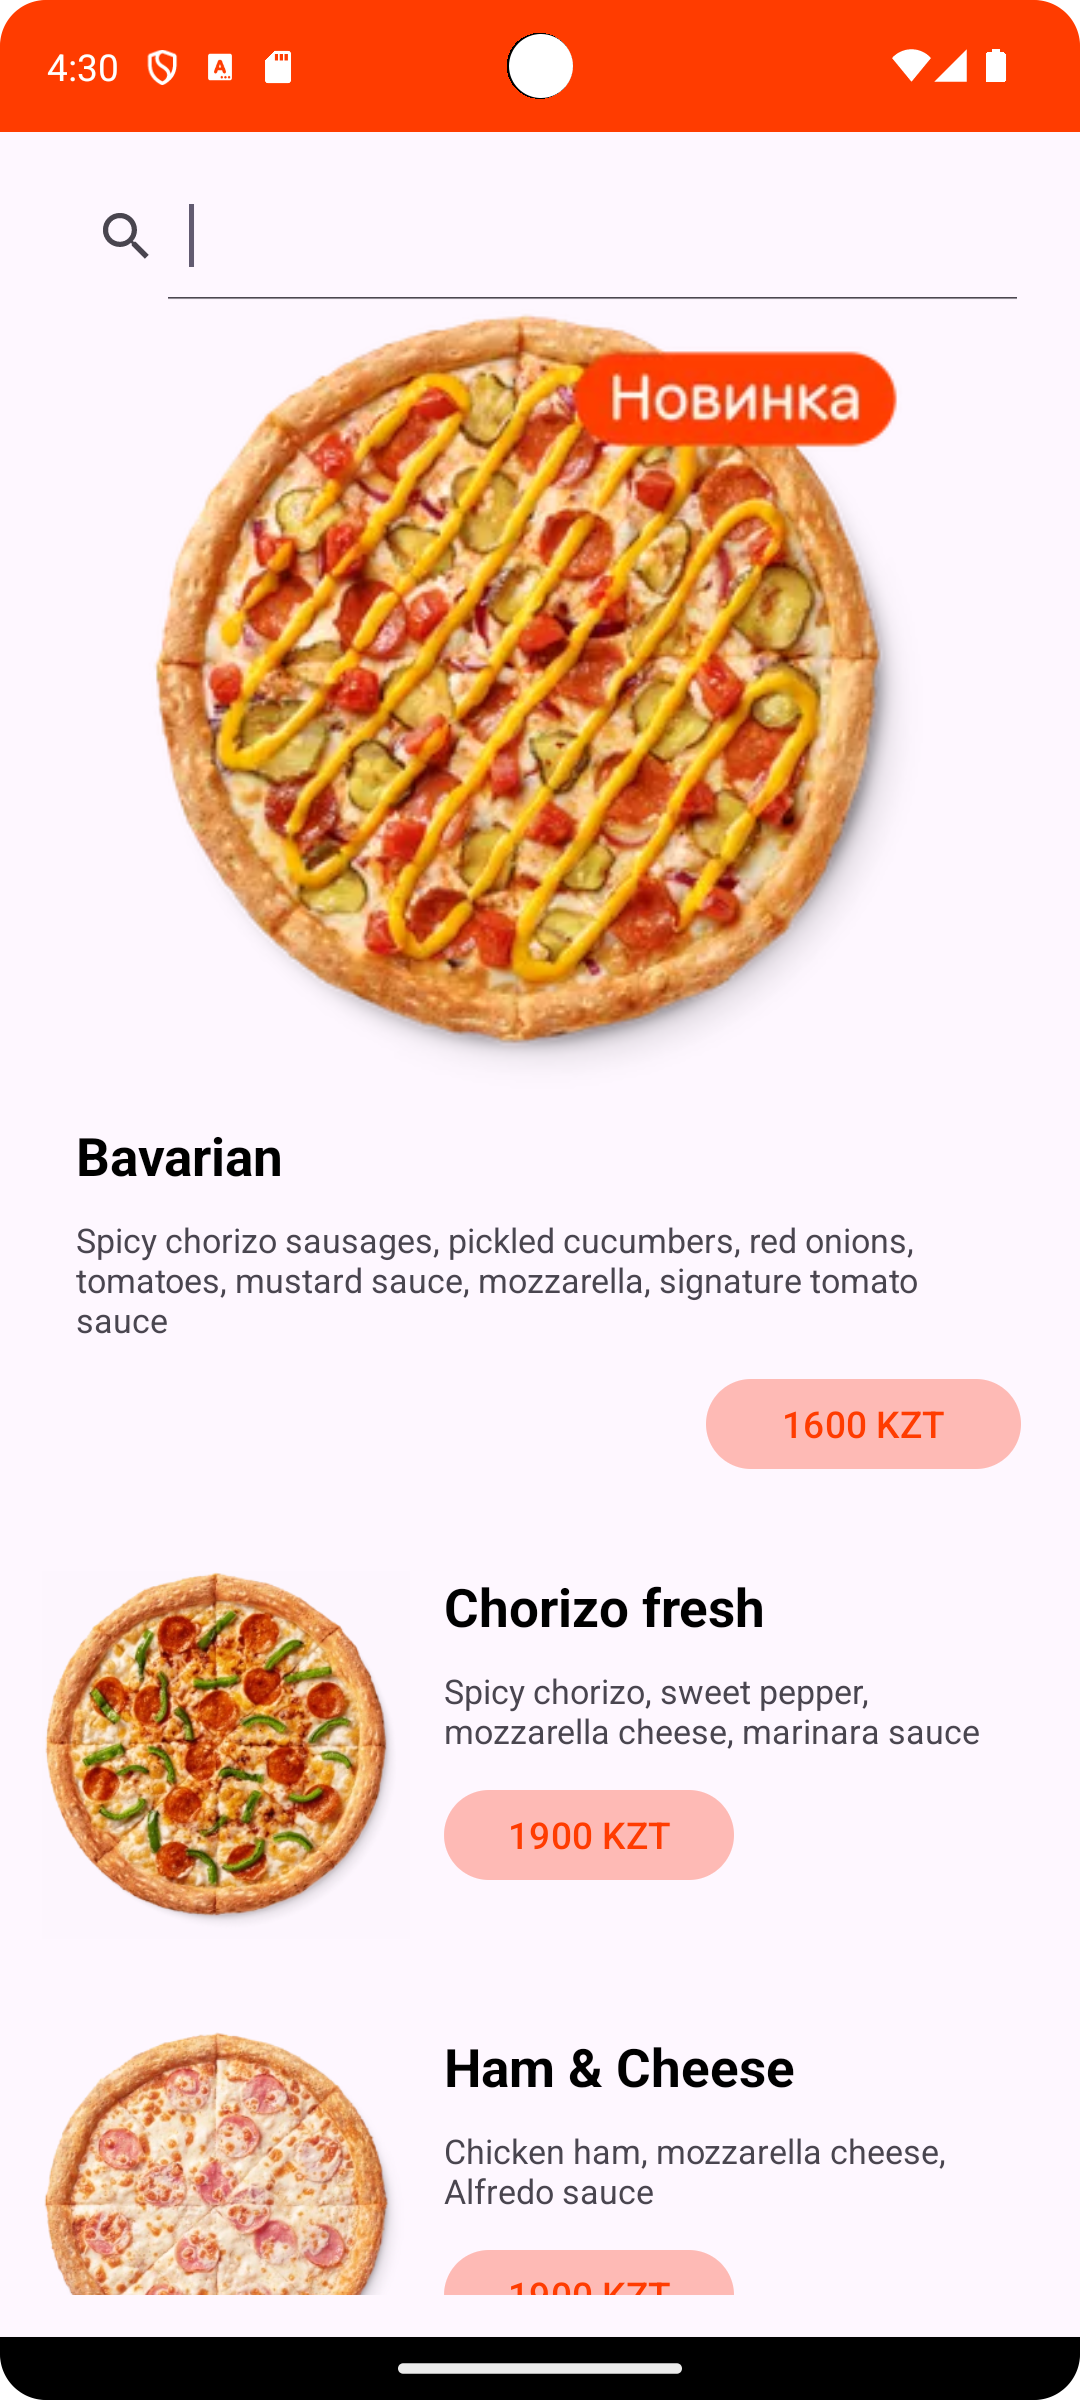 4:30
Новинка
Bavarian
Spicy chorizo sausages, pickled cucumbers, red onions,
tomatoes, mustard sauce, mozzarella, signature tomato
sauce
1600 KZT
Chorizo fresh
Spicy chorizo, sweet pepper,
mozzarella cheese, marinara sauce
1900 KZT
Ham & Cheese
Chicken ham, mozzarella cheese,
Alfredo sauce
1900 KZT